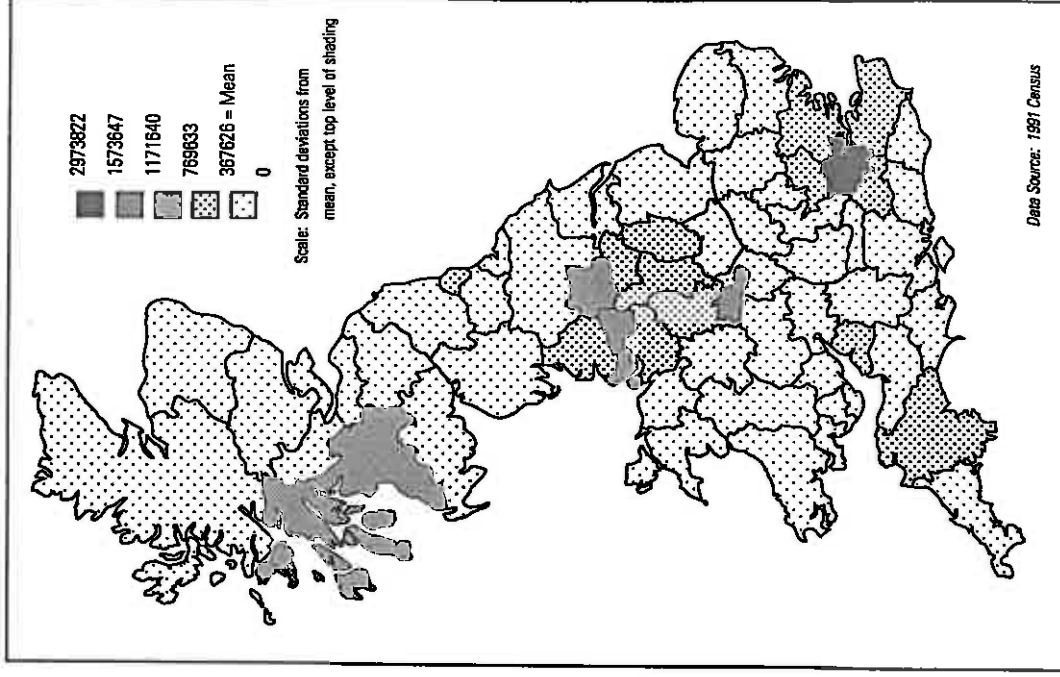 2973822
1573647
1171640
769633
367626 = Mean
0
Scale: Standard deviations from
mean, except top level of shading
Data Source: 1991 Census